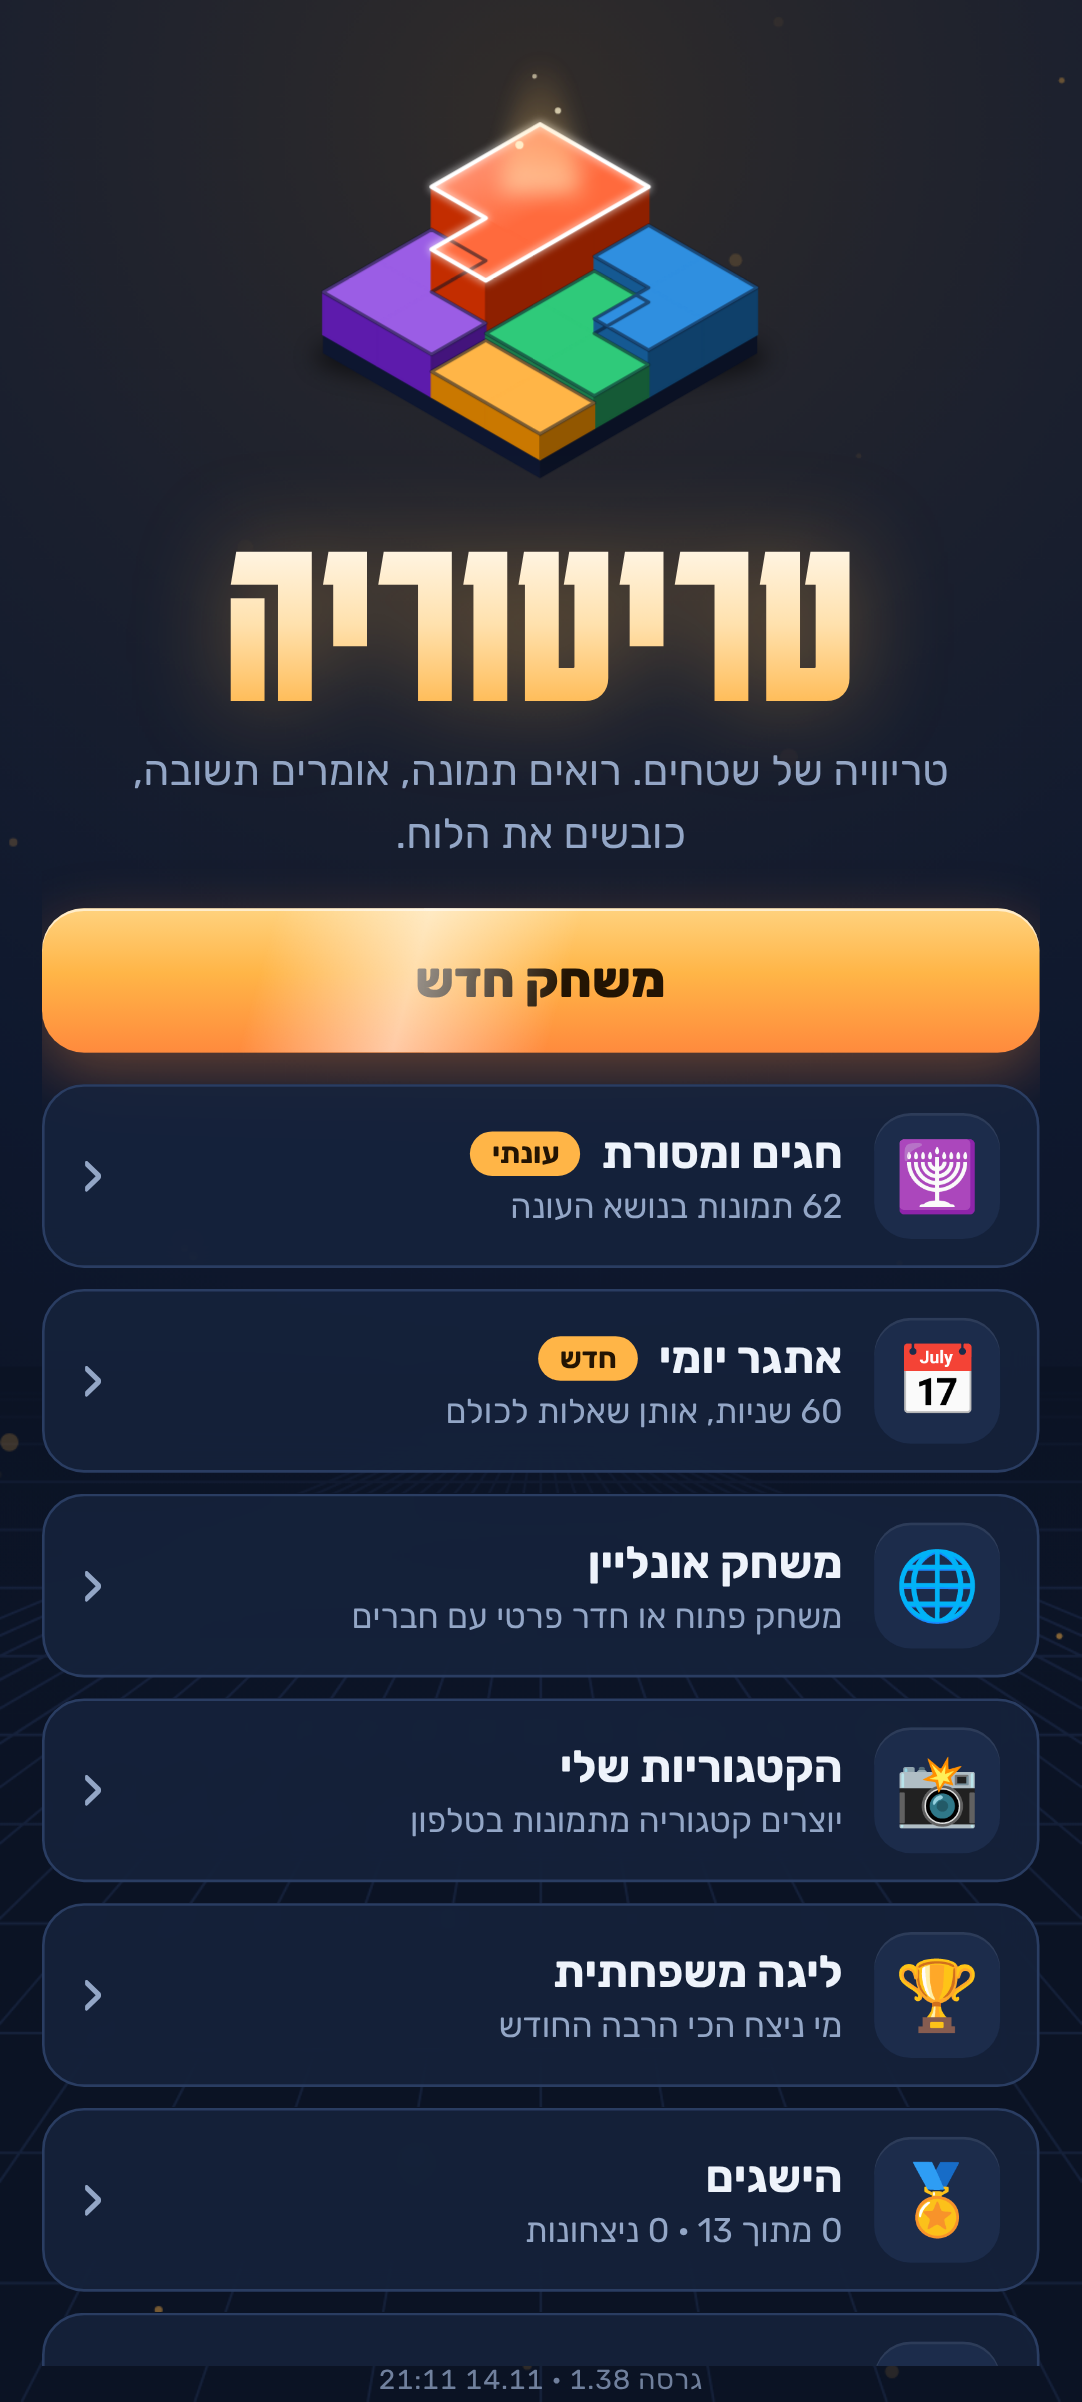 טריטוריה
טריוויה של שטחים. רואים תמונה, אומרים תשובה,
כובשים את הלוח.
משחק חדש
חגים ומסורת עונתי
62 תמונות בנושא העונה
July
17
אתגר יומי חדש
60 שניות, אותן שאלות לכולם
משחק אונליין
משחק פתוח או חדר פרטי עם חברים
הקטגוריות שלי
יוצרים קטגוריה מתמונות בטלפון
ליגה משפחתית
מי ניצח הכי הרבה החודש
הישגים
0 מתוך 13 • 0 ניצחונות
גרסה 1.38 • 14.11 21:11